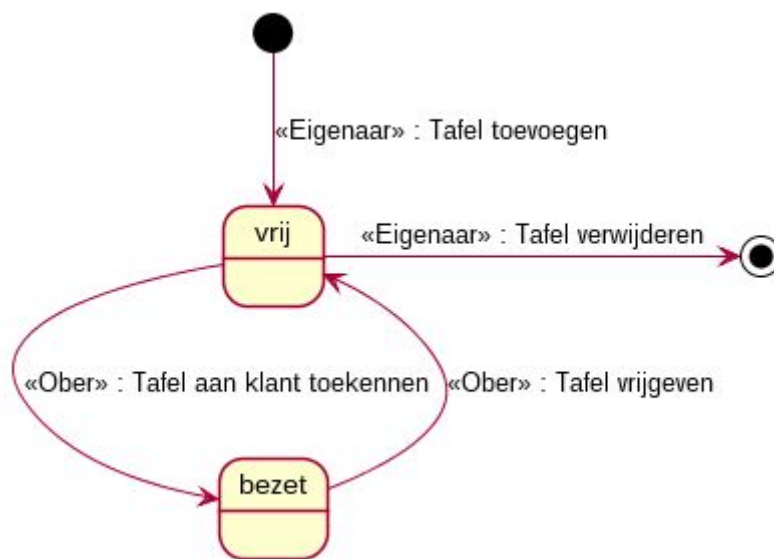 «Eigenaar» : Tafel toevoegen
vrij
«Eigenaar» : Tafel verwijderen
«Ober» : Tafel aan klant toekennen
«Ober» : Tafel vrijgeven
bezet